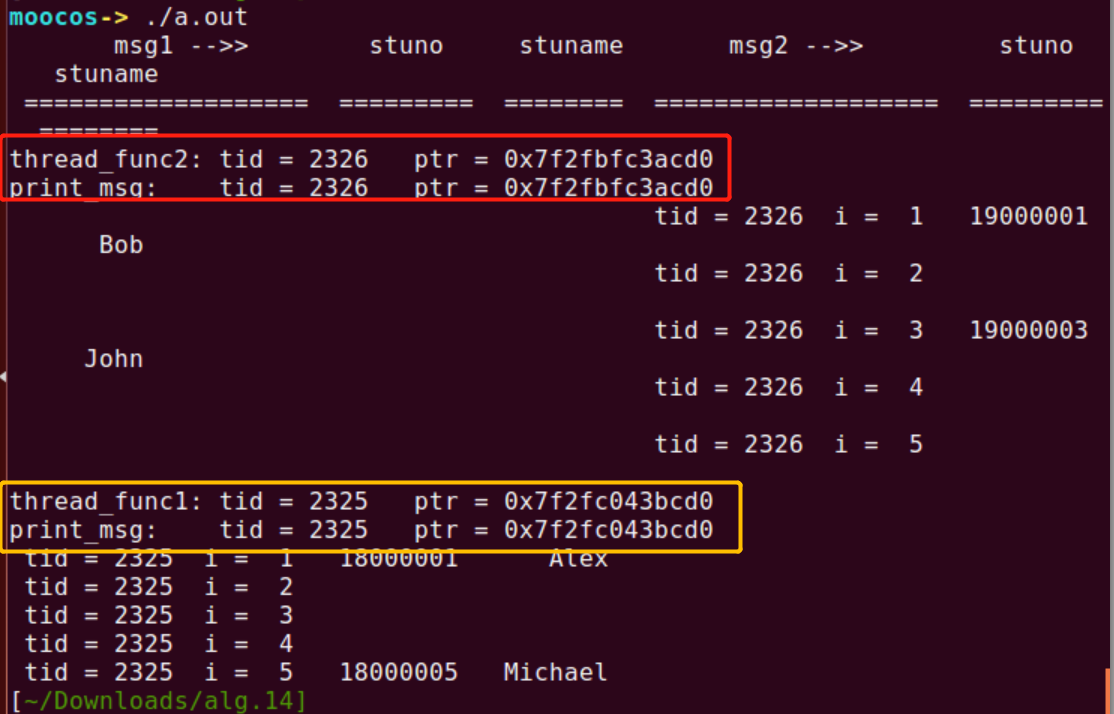 moocos-> ./a.out
       msg1 -->>        stuno     stuname       msg2 -->>         stuno
   stuname
 ===================  =========  ========  ===================  =========
  ========
thread_func2: tid = 2326   ptr = 0x7f2fbfc3acd0
print_msg:    tid = 2326   ptr = 0x7f2fbfc3acd0
                                           tid = 2326  i =  1   19000001
      Bob
                                           tid = 2326  i =  2
                                           tid = 2326  i =  3   19000003
     John
                                           tid = 2326  i =  4
                                           tid = 2326  i =  5
thread_func1: tid = 2325   ptr = 0x7f2fc043bcd0
print_msg:    tid = 2325   ptr = 0x7f2fc043bcd0
 tid = 2325  i =  1   18000001      Alex
 tid = 2325  i =  2
 tid = 2325  i =  3
 tid = 2325  i =  4
 tid = 2325  i =  5   18000005   Michael
[~/Downloads/alg.14]